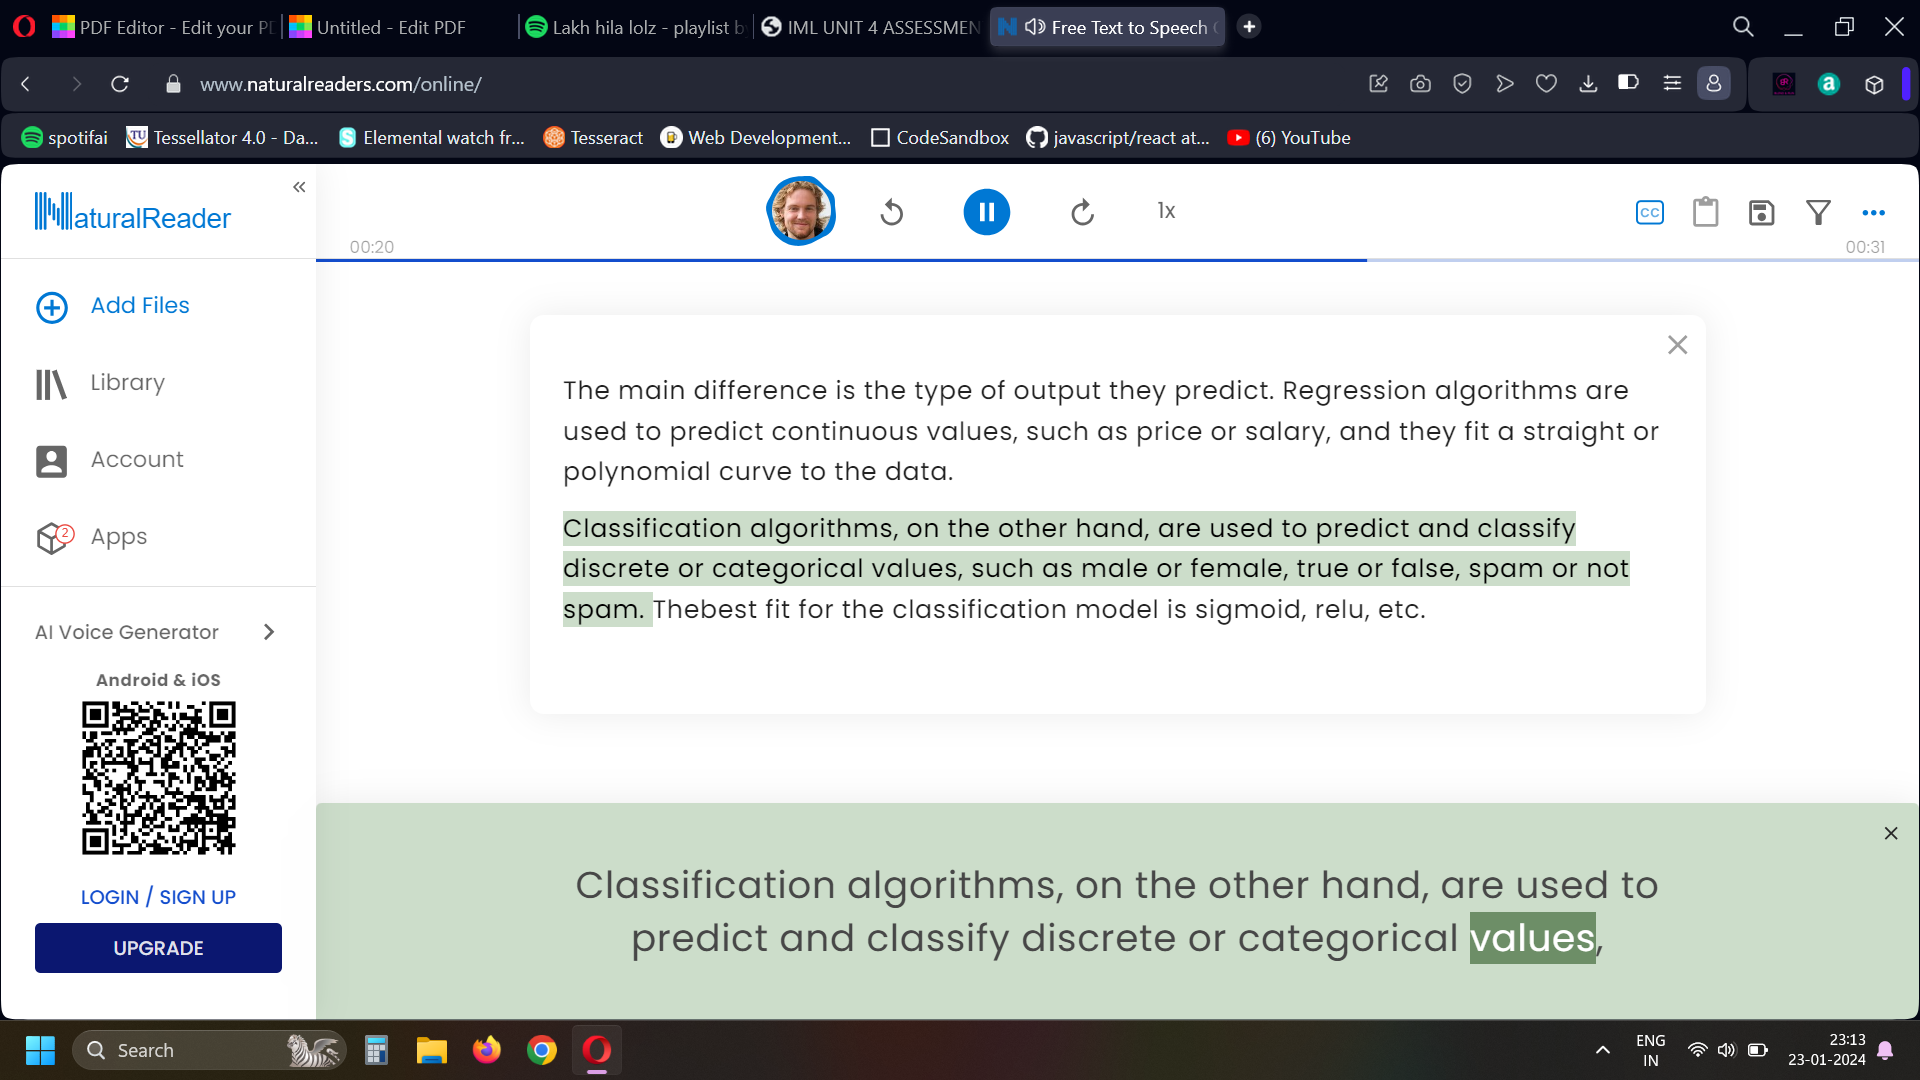 PDF Editor - Edit your PD
Untitled - Edit PDF
Lakh hila lolz - playlist b
IML UNIT 4 ASSESSMEN
Free Text to Speech
www.naturalreaders.com/online/
spotifai
Tessellator 4.0 - Da...
Elemental watch fr...
Tesseract
Web Development...
CodeSandbox
javascript/react at...
(6) YouTube
NaturalReader
«
00:20
1x
CC
00:31
Add Files
Library
Account
2
Apps
AI Voice Generator
Android & iOS
LOGIN / SIGN UP
UPGRADE
The main difference is the type of output they predict. Regression algorithms are
used to predict continuous values, such as price or salary, and they fit a straight or
polynomial curve to the data.
Classification algorithms, on the other hand, are used to predict and classify
discrete or categorical values, such as male or female, true or false, spam or not
spam. Thebest fit for the classification model is sigmoid, relu, etc.
Classification algorithms, on the other hand, are used to
predict and classify discrete or categorical values,
Search
ENG
IN
23:13
23-01-2024